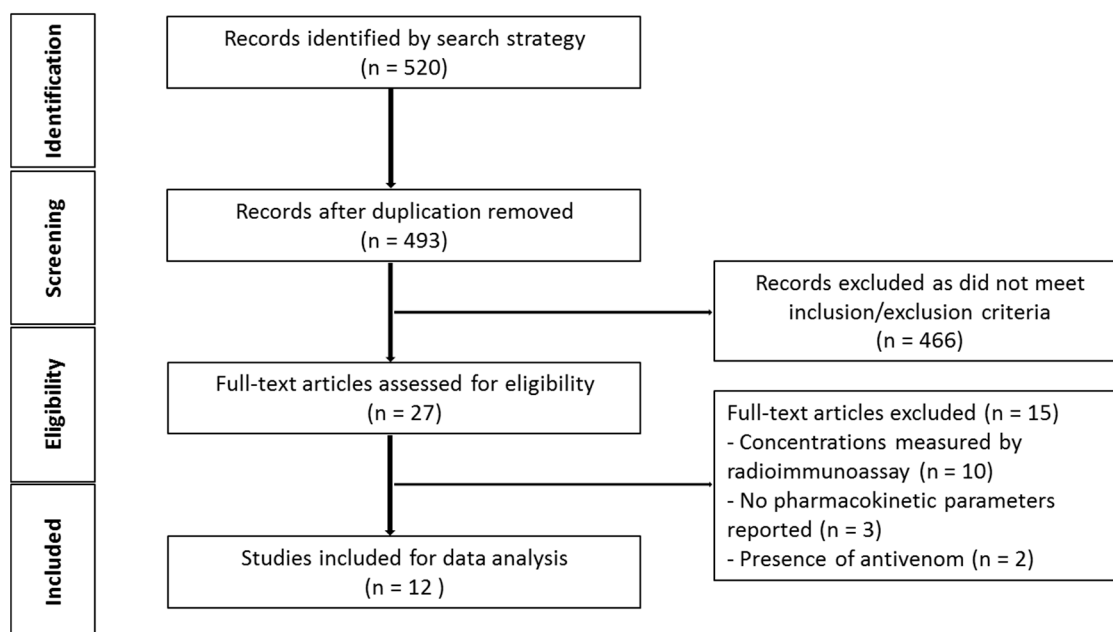 Identification
Records identified by search strategy
(n = 520)
Screening
Records after duplication removed
(n = 493)
Records excluded as did not meet
inclusion/exclusion criteria
(n = 466)
Eligibility
Full-text articles assessed for eligibility
(n = 27)
Full-text articles excluded (n = 15)
- Concentrations measured by
radioimmunoassay (n = 10)
- No pharmacokinetic parameters
reported (n = 3)
- Presence of antivenom (n = 2)
Included
Studies included for data analysis
(n = 12 )